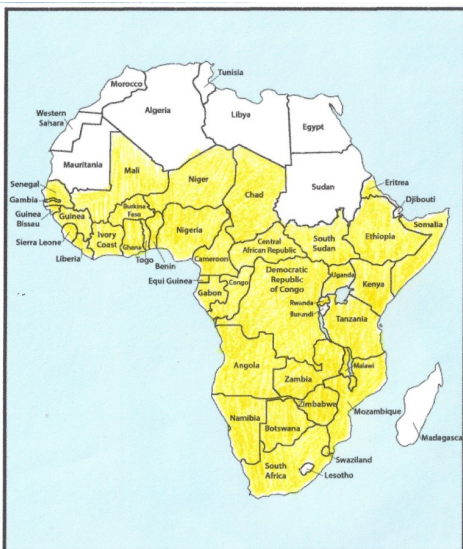 Tunisia
Morocco
Algeria
Libya
Egypt
Western
Sahara
Mauritania
Mali
Niger
Chad
Sudan
Eritrea
Djibouti
Senegal
Gambia
Guinea
Bissau
Guinea
Burkina
Faso
Nigeria
Somalia
Ethiopia
South
Sudan
Central
African Republic
Cameroon
Sierra Leone
Ivory
Coast
Ghana
Liberia
Togo
Benin
Equi Guinea
Gabon
Congo
Democratic
Republic
of Congo
Uganda
Kenya
Rwanda
Burundi
Tanzania
Angola
Zambia
Malawi
Zimbabwe
Mozambique
Namibia
Botswana
Madagasca
Swaziland
South
Africa
Lesotho